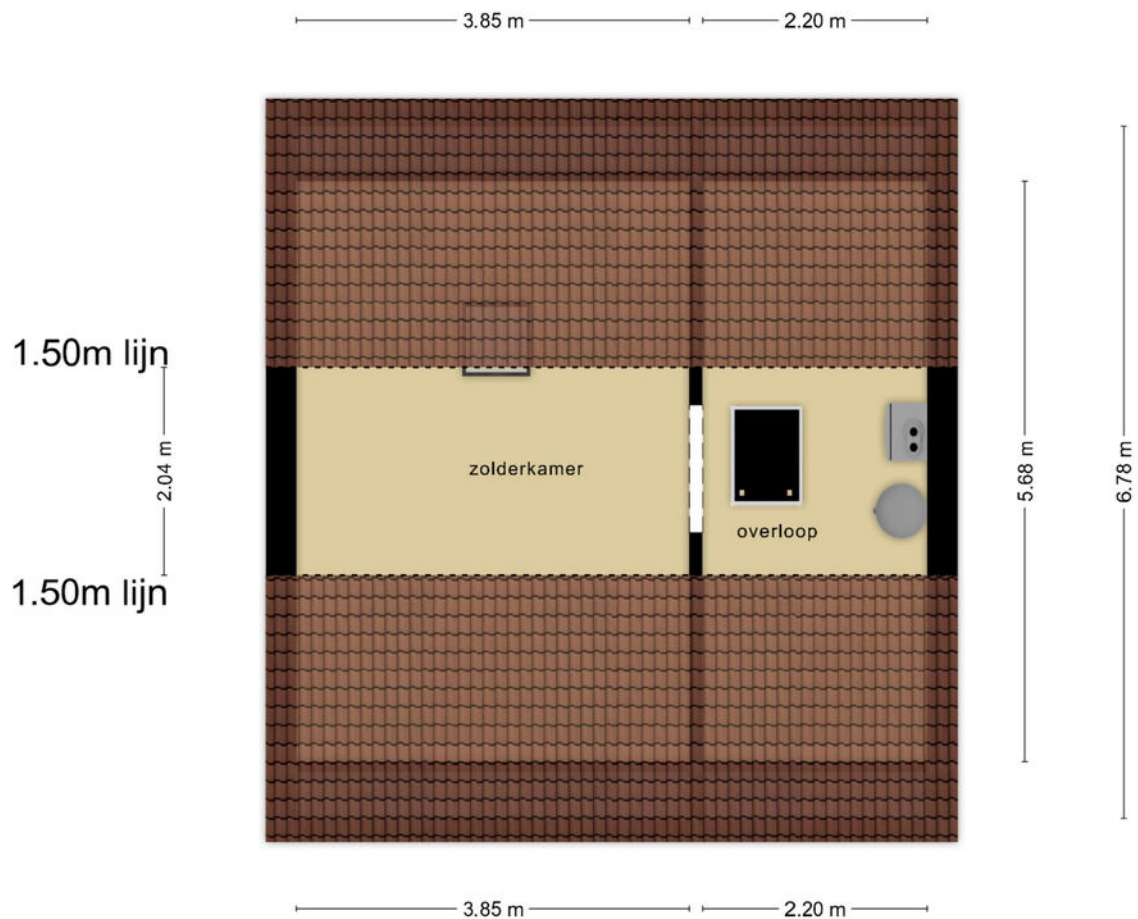 3.85 m
2.20 m
1.50m lijn
2.04 m
zolderkamer
overloop
5.68 m
6.78 m
1.50m lijn
3.85 m
2.20 m